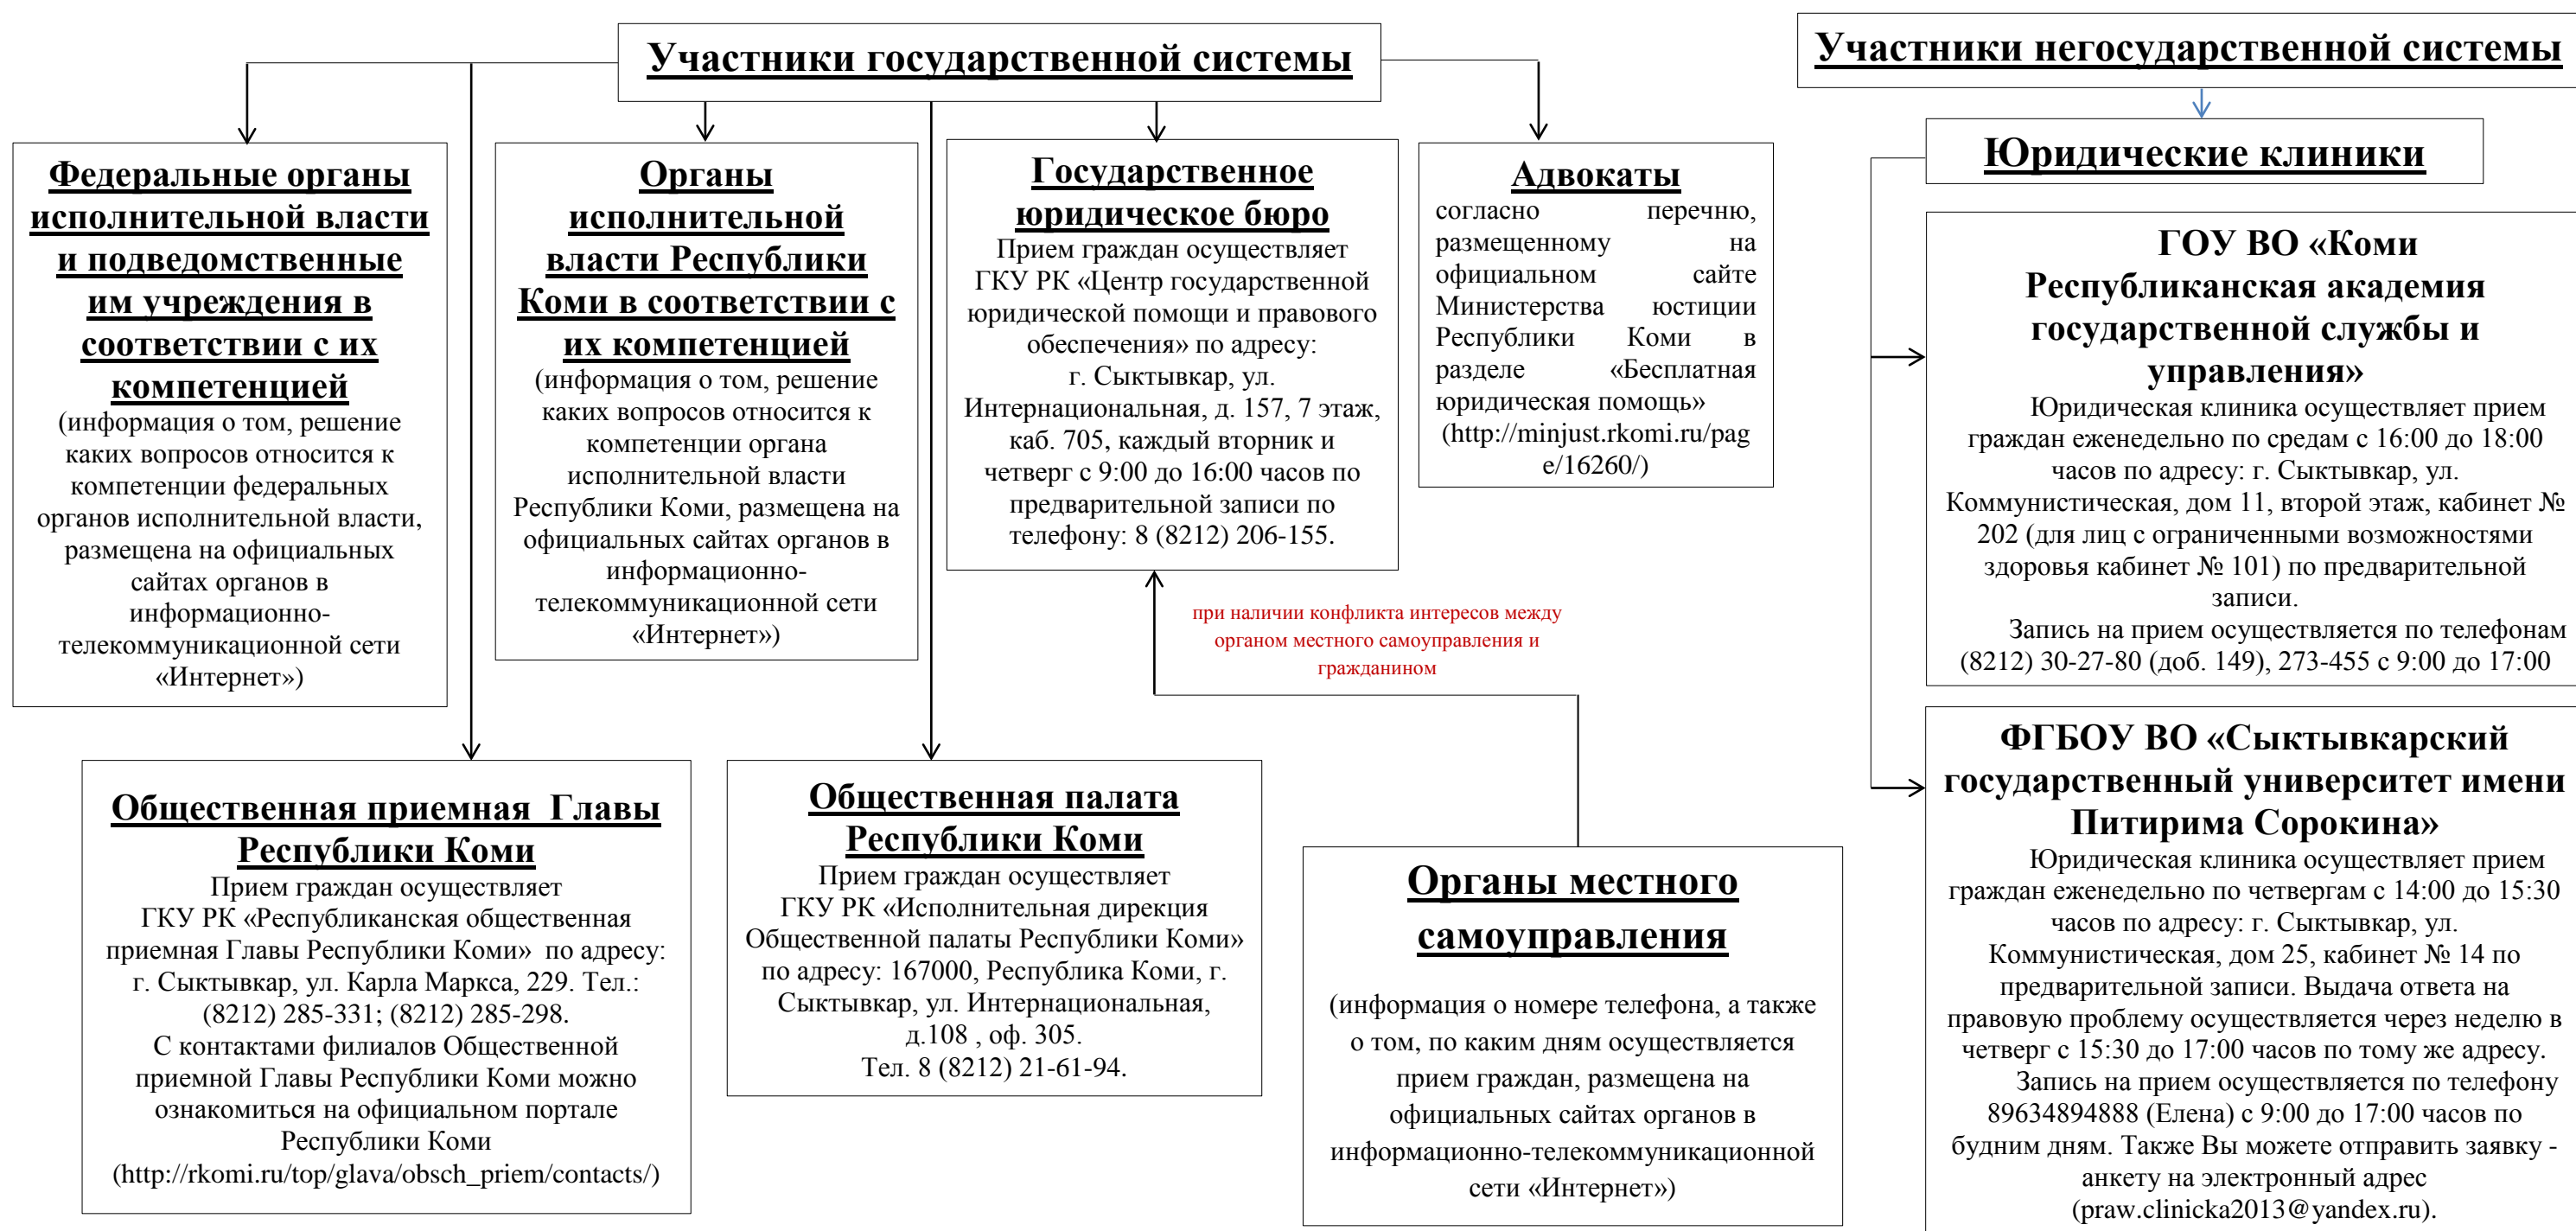 Участники государственной системы
Федеральные органы
исполнительной власти
и подведомственные
им учреждения в
соответствии с их
компетенцией
(информация о том, решение
каких вопросов относится к
компетенции федеральных
органов исполнительной власти,
размещена на официальных
сайтах органов в
информационно-
телекоммуникационной сети
«Интернет»)
Органы
исполнительной
власти Республики
Коми в соответствии с
их компетенцией
(информация о том, решение
каких вопросов относится к
компетенции органа
исполнительной власти
Республики Коми, размещена на
официальных сайтах органов в
информационно-
телекоммуникационной сети
«Интернет»)
Государственное
юридическое бюро
Прием граждан осуществляет
ГКУ РК «Центр государственной
юридической помощи и правового
обеспечения» по адресу:
г. Сыктывкар, ул.
Интернациональная, д. 157, 7 этаж,
каб. 705, каждый вторник и
четверг с 9:00 до 16:00 часов по
предварительной записи по
телефону: 8 (8212) 206-155.
Адвокаты
согласно перечню,
размещенному на
официальном сайте
Министерства юстиции
Республики Коми в
разделе «Бесплатная
юридическая помощь»
(http://minjust.rkomi.ru/pag
e/16260/)
при наличии конфликта интересов между
органом местного самоуправления и
гражданином
Общественная приемная Главы
Республики Коми
Прием граждан осуществляет
ГКУ РК «Республиканская общественная
приемная Главы Республики Коми» по адресу:
г. Сыктывкар, ул. Карла Маркса, 229. Тел.:
(8212) 285-331; (8212) 285-298.
С контактами филиалов Общественной
приемной Главы Республики Коми можно
ознакомиться на официальном портале
Республики Коми
(http://rkomi.ru/top/glava/obsch_priem/contacts/)
Общественная палата
Республики Коми
Прием граждан осуществляет
ГКУ РК «Исполнительная дирекция
Общественной палаты Республики Коми»
по адресу: 167000, Республика Коми, г.
Сыктывкар, ул. Интернациональная,
д.108 , оф. 305.
Тел. 8 (8212) 21-61-94.
Органы местного
самоуправления
(информация о номере телефона, а также
о том, по каким дням осуществляется
прием граждан, размещена на
официальных сайтах органов в
информационно-телекоммуникационной
сети «Интернет»)
Участники негосударственной системы
Юридические клиники
ГОУ ВО «Коми
Республиканская академия
государственной службы и
управления»
Юридическая клиника осуществляет прием
граждан еженедельно по средам с 16:00 до 18:00
часов по адресу: г. Сыктывкар, ул.
Коммунистическая, дом 11, второй этаж, кабинет №
202 (для лиц с ограниченными возможностями
здоровья кабинет № 101) по предварительной
записи.
Запись на прием осуществляется по телефонам
(8212) 30-27-80 (доб. 149), 273-455 с 9:00 до 17:00
ФГБОУ ВО «Сыктывкарский
государственный университет имени
Питирима Сорокина»
Юридическая клиника осуществляет прием
граждан еженедельно по четвергам с 14:00 до 15:30
часов по адресу: г. Сыктывкар, ул.
Коммунистическая, дом 25, кабинет № 14 по
предварительной записи. Выдача ответа на
правовую проблему осуществляется через неделю в
четверг с 15:30 до 17:00 часов по тому же адресу.
Запись на прием осуществляется по телефону
89634894888 (Елена) с 9:00 до 17:00 часов по
будним дням. Также Вы можете отправить заявку -
анкету на электронный адрес
(praw.clinicka2013@yandex.ru).